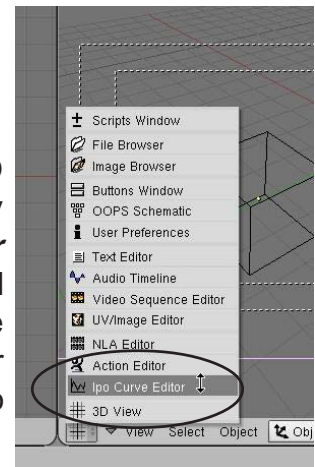 Scripts Window
File Browser
Image Browser
Buttons Window
OOPS Schematic
User Preferences
Text Editor
Audio Timeline
Video Sequence Editor
UV/Image Editor
NLA Editor
Action Editor
Ipo Curve Editor
3D View
View Select Object Obj